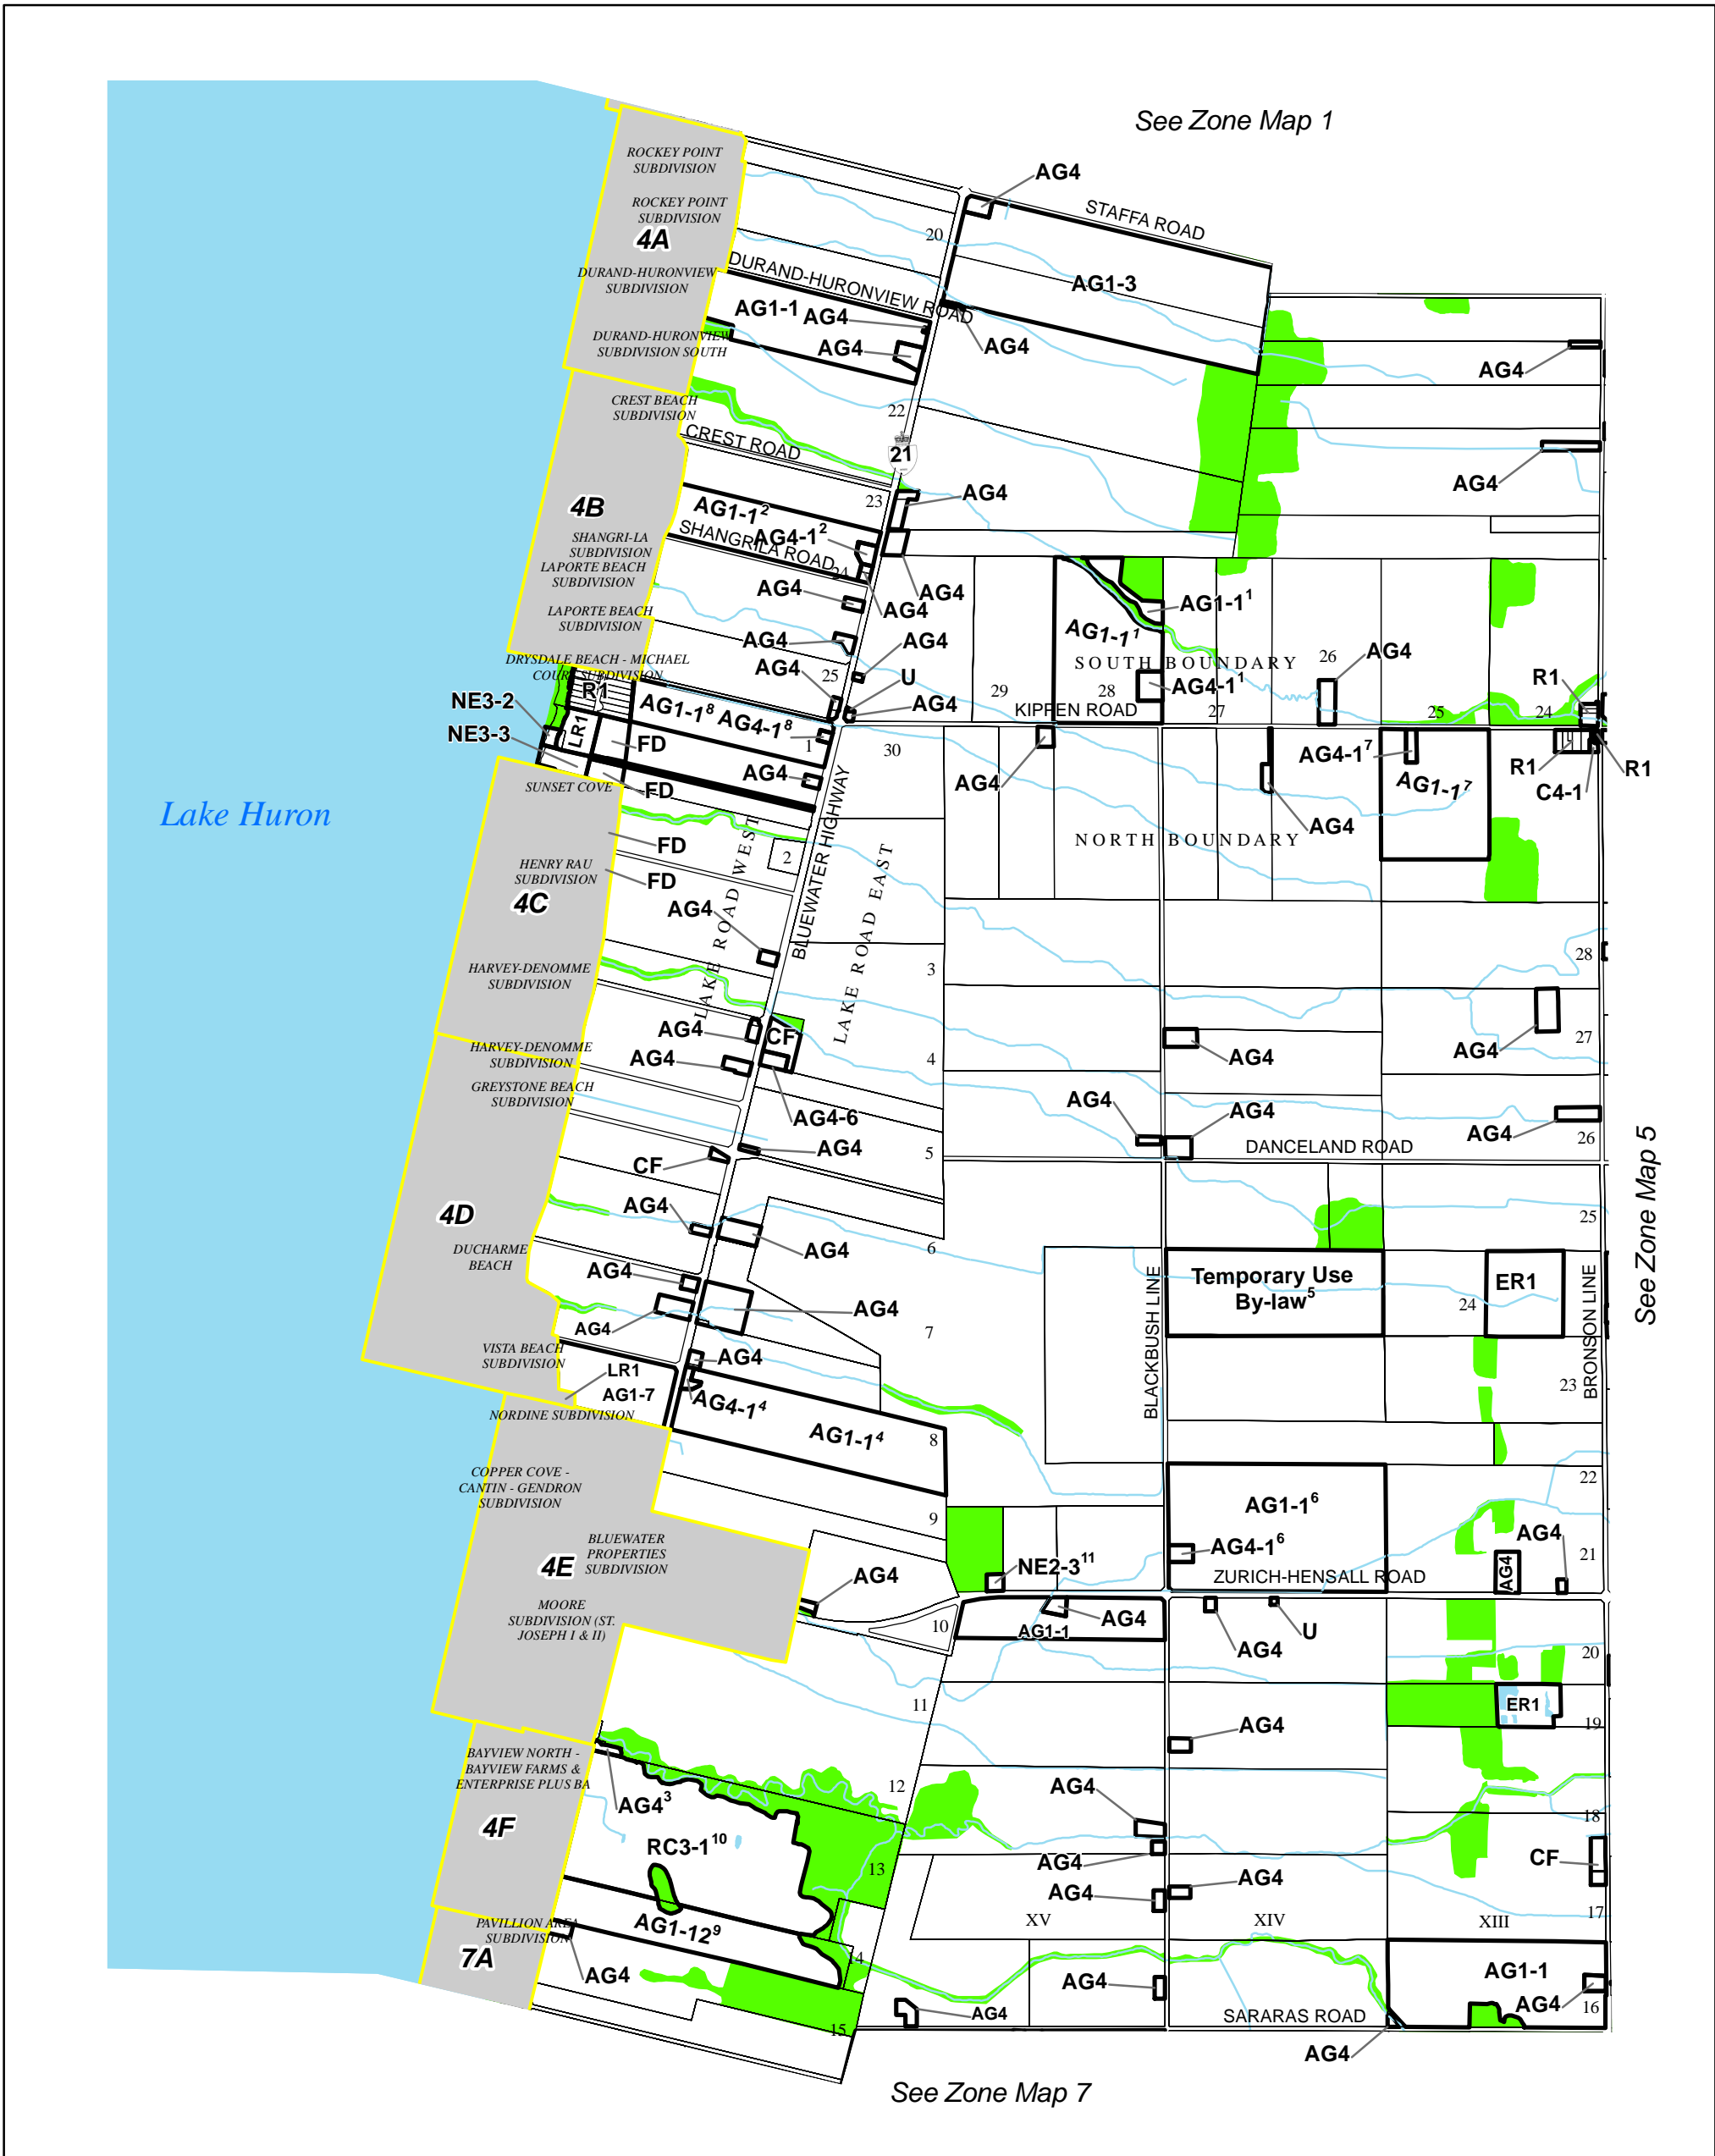 See Zone Map 1
ROCKEY POINT
SUBDIVISION
ROCKEY POINT
SUBDIVISION
4A
AG4
STAFFA ROAD
20
DURAND-HURONVIEW ROAD
DURAND-HURONVIEW
SUBDIVISION
AG1-3
AG1-1
AG4
AG4
AG4
DURAND-HURONVIEW
SUBDIVISION SOUTH
AG4
CREST BEACH
SUBDIVISION
22
CREST ROAD
21
AG4
23
AG4
4B
AG1-1²
AG4-1²
SHANGRILA ROAD
24
SHANGRI-LA
SUBDIVISION
LAPORTE BEACH
SUBDIVISION
LAPORTE BEACH
SUBDIVISION
AG4
AG4
AG4
AG1-1¹
AG1-1¹
AG4
AG4
AG4
25
U
AG4
SOUTH BOUNDARY
26
AG4
29
28
AG4-1¹
KIPPEN ROAD
27
25
24
R1
DRYSDALE BEACH - MICHAEL
COURT SUBDIVISION
R1
NE3-2
NE3-3
LR1
FD
FD
AG1-1⁸
AG4-1⁸
1
AG4
30
AG4
AG4-1⁷
AG1-1⁷
AG4
R1
C4-1
R1
SUNSET COVE
Lake Huron
NORTH BOUNDARY
FD
FD
2
HENRY RAU
SUBDIVISION
4C
AG4
LAKE ROAD WEST
BLUEWATER HIGHWAY
LAKE ROAD EAST
3
28
HARVEY-DENOMME
SUBDIVISION
AG4
CF
AG4
4
AG4
AG4
27
HARVEY-DENOMME
SUBDIVISION
GREYSTONE BEACH
SUBDIVISION
AG4-6
AG4
AG4
AG4
26
AG4
5
DANCELAND ROAD
CF
See Zone Map 5
4D
AG4
AG4
6
25
DUCHARME
BEACH
AG4
AG4
AG4
7
BLACKBUSH LINE
Temporary Use
By-law⁵
24
ER1
BRONSON LINE
VISTA BEACH
SUBDIVISION
AG4
LR1
AG1-7
AG4-1⁴
AG1-1⁴
8
23
NORDINE SUBDIVISION
COPPER COVE -
CANTIN - GENDRON
SUBDIVISION
22
AG1-1⁶
9
BLUEWATER
PROPERTIES
SUBDIVISION
4E
AG4
NE2-3¹¹
AG4-1⁶
AG4
AG4
21
ZURICH-HENSALL ROAD
MOORE
SUBDIVISION (ST.
JOSEPH I & II)
10
AG1-1
AG4
AG4
U
20
11
AG4
ER1
19
BAYVIEW NORTH -
BAYVIEW FARMS &
ENTERPRISE PLUS BA
4F
AG4³
12
AG4
18
RC3-1¹⁰
13
AG4
AG4
AG4
CF
17
PAVILLION AREA
SUBDIVISION
AG1-12⁹
XV
XIV
XIII
7A
AG4
14
AG4
AG4
AG1-1
AG4
16
15
SARARAS ROAD
AG4
See Zone Map 7